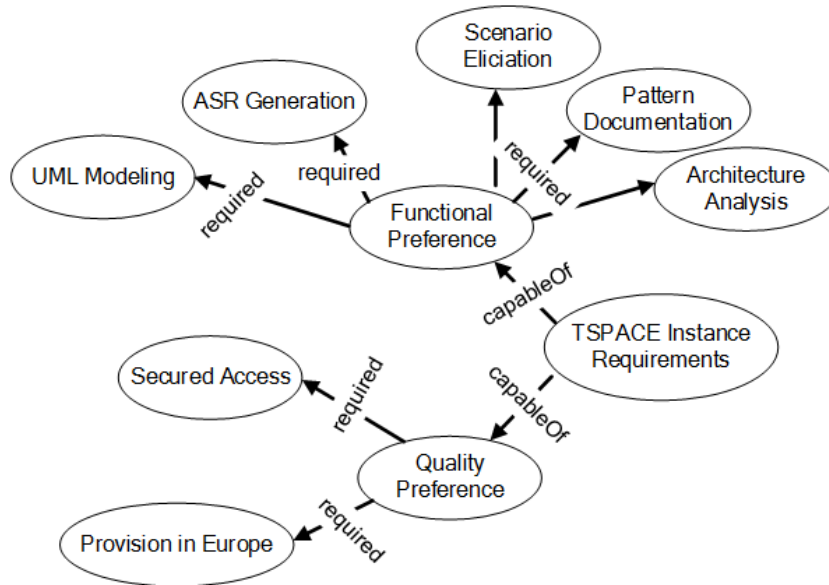 Scenario
Eliciation
ASR Generation
Pattern
Documentation
UML Modeling
required
required
required
Architecture
Analysis
Functional
Preference
capableOf
TSPACE Instance
Requirements
Secured Access
required
capableOf
Quality
Preference
required
Provision in Europe